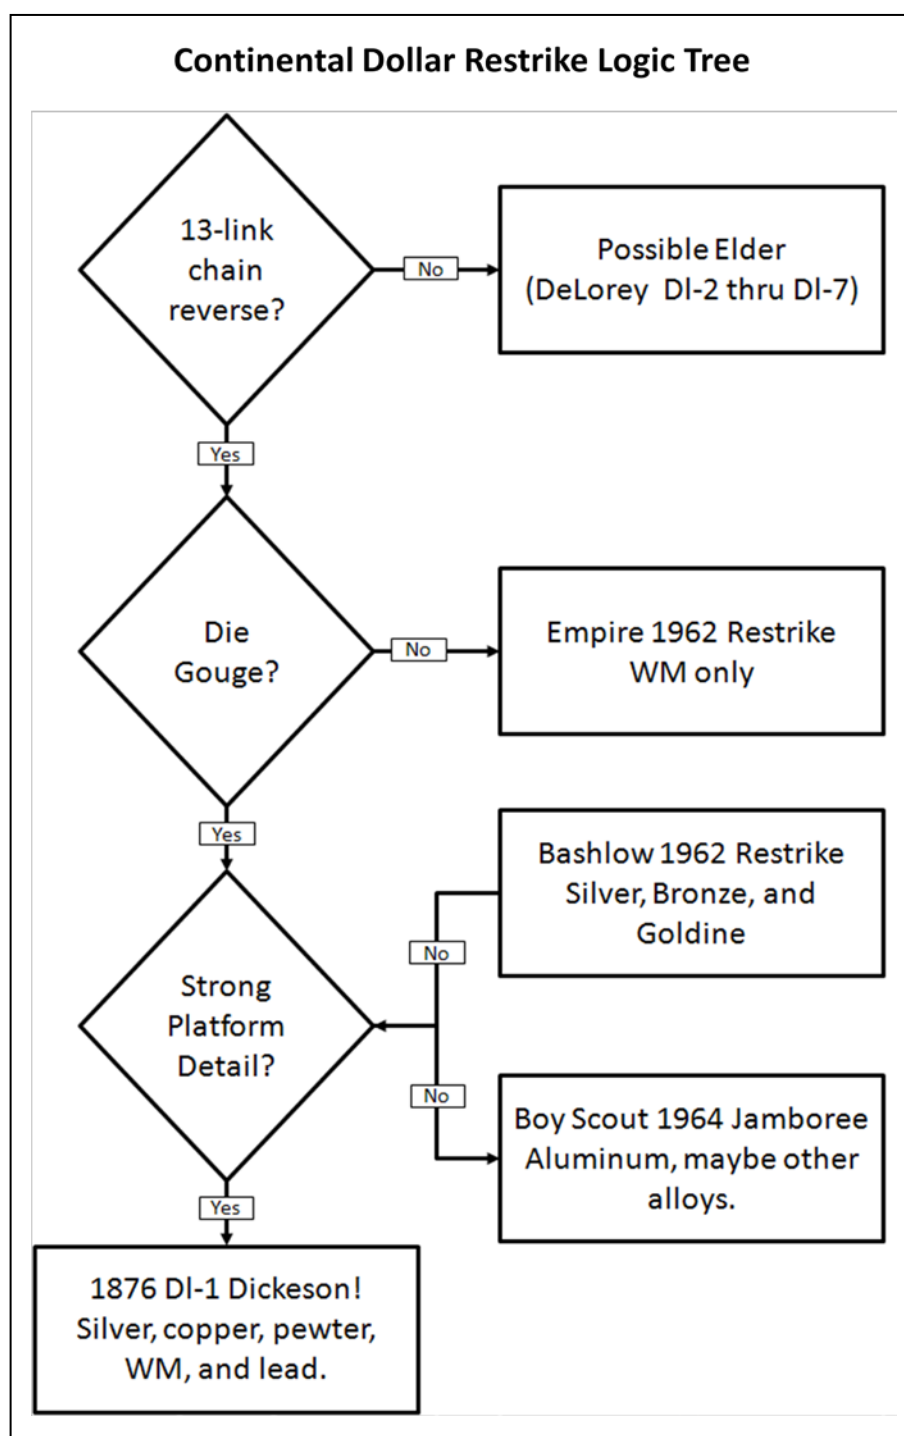 Continental Dollar Restrike Logic Tree
13-link
chain
reverse?
No
Possible Elder
(DeLorey Dl-2 thru Dl-7)
Yes
Die
Gouge?
No
Empire 1962 Restrike
WM only
Yes
Strong
Platform
Detail?
No
Bashlow 1962 Restrike
Silver, Bronze, and
Goldine
No
Boy Scout 1964 Jamboree
Aluminum, maybe other
alloys.
Yes
1876 Dl-1 Dickeson!
Silver, copper, pewter,
WM, and lead.